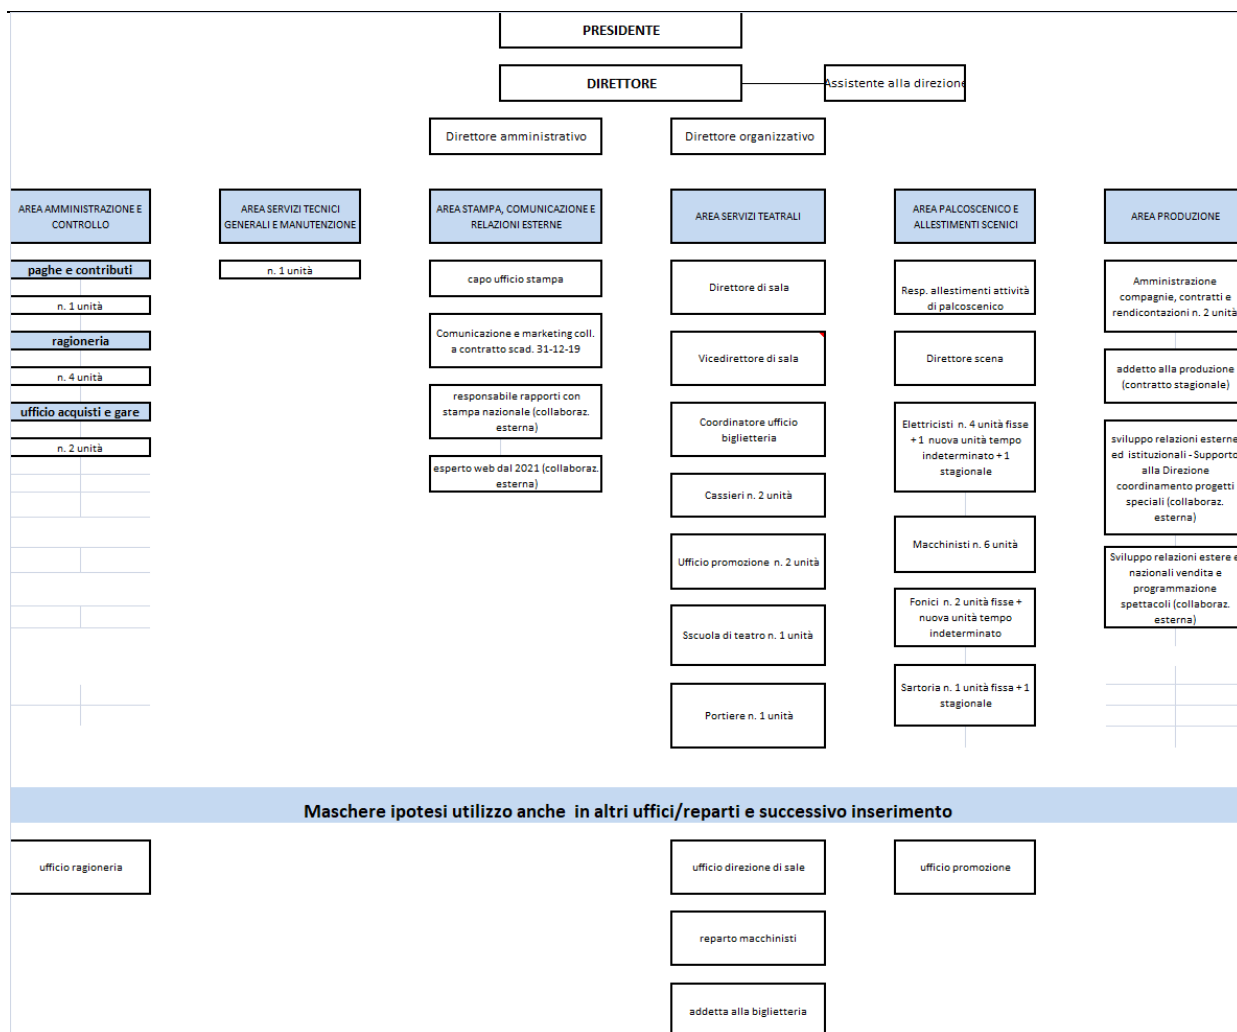 PRESIDENTE
DIRETTORE
Assistente alla direzione
Direttore amministrativo
Direttore organizzativo
AREA AMMINISTRAZIONE E
CONTROLLO
AREA SERVIZI TECNICI
GENERALI E MANUTENZIONE
AREA STAMPA, COMUNICAZIONE E
RELAZIONI ESTERNE
AREA SERVIZI TEATRALI
AREA PALCOSCENICO E
ALLESTIMENTI SCENICI
AREA PRODUZIONE
paghe e contributi
n. 1 unità
ragioneria
n. 4 unità
ufficio acquisti e gare
n. 2 unità
n. 1 unità
capo ufficio stampa
Comunicazione e marketing coll.
a contratto scad. 31-12-19
responsabile rapporti con
stampa nazionale (collaboraz.
esterna)
esperto web dal 2021 (collaboraz.
esterna)
Direttore di sala
Vicedirettore di sala
Coordinatore ufficio
biglietteria
Cassieri n. 2 unità
Ufficio promozione n. 2 unità
Sscuola di teatro n. 1 unità
Portiere n. 1 unità
Resp. allestimenti attività
di palcoscenico
Direttore scena
Elettricisti n. 4 unità fisse
+ 1 nuova unità tempo
indeterminato + 1
stagionale
Macchinisti n. 6 unità
Fonici n. 2 unità fisse +
nuova unità tempo
indeterminato
Sartoria n. 1 unità fissa + 1
stagionale
Amministrazione
compagnie, contratti e
rendicontazioni n. 2 unità
addetto alla produzione
(contratto stagionale)
sviluppo relazioni esterne
ed istituzionali - Supporto
alla Direzione
coordinamento progetti
speciali (collaboraz.
esterna)
Sviluppo relazioni estere e
nazionali vendita e
programmazione
spettacoli (collaboraz.
esterna)
Maschere ipotesi utilizzo anche in altri uffici/reparti e successivo inserimento
ufficio ragioneria
ufficio direzione di sale
ufficio promozione
reparto macchinisti
addetta alla biglietteria